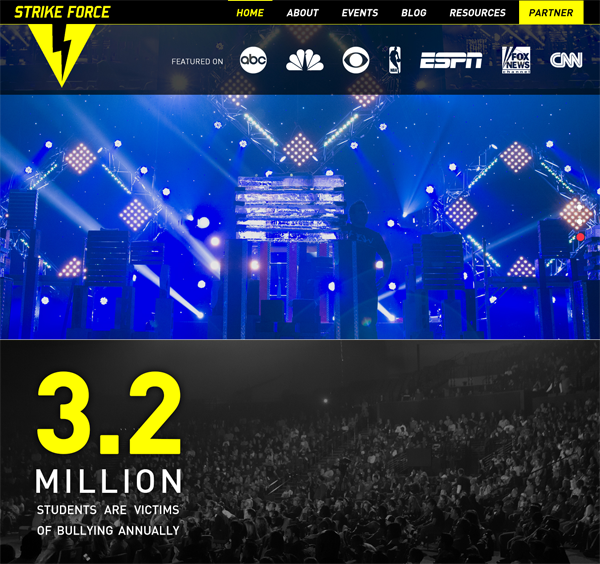 STRIKE FORCE
HOME ABOUT EVENTS BLOG RESOURCES PARTNER
FEATURED ON abc ESPN FOX NEWS channel CNN
3.2
MILLION
STUDENTS ARE VICTIMS
OF BULLYING ANNUALLY